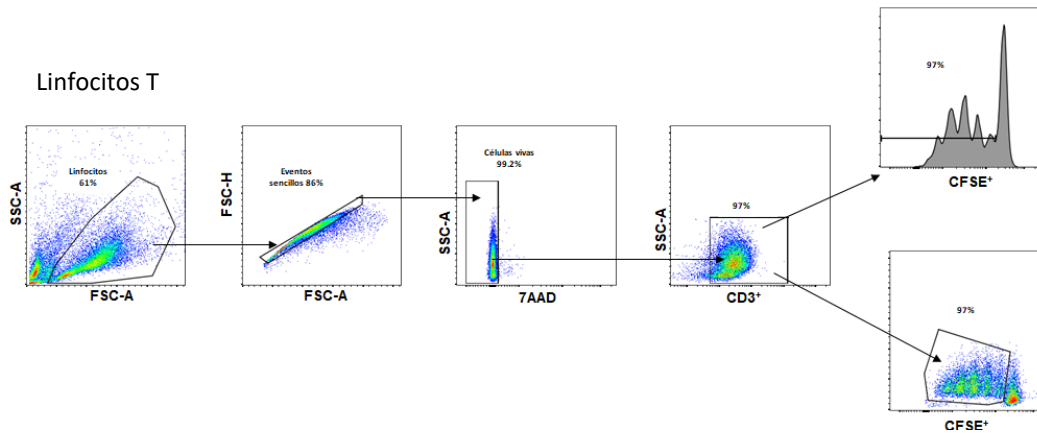 Linfocitos T
SSC-A
Linfocitos
61%
FSC-A
FSC-H
Eventos
sencillos 86%
FSC-A
SSC-A
Células vivas
99.2%
7AAD
SSC-A
97%
CD3⁺
97%
CFSE⁺
97%
CFSE⁺